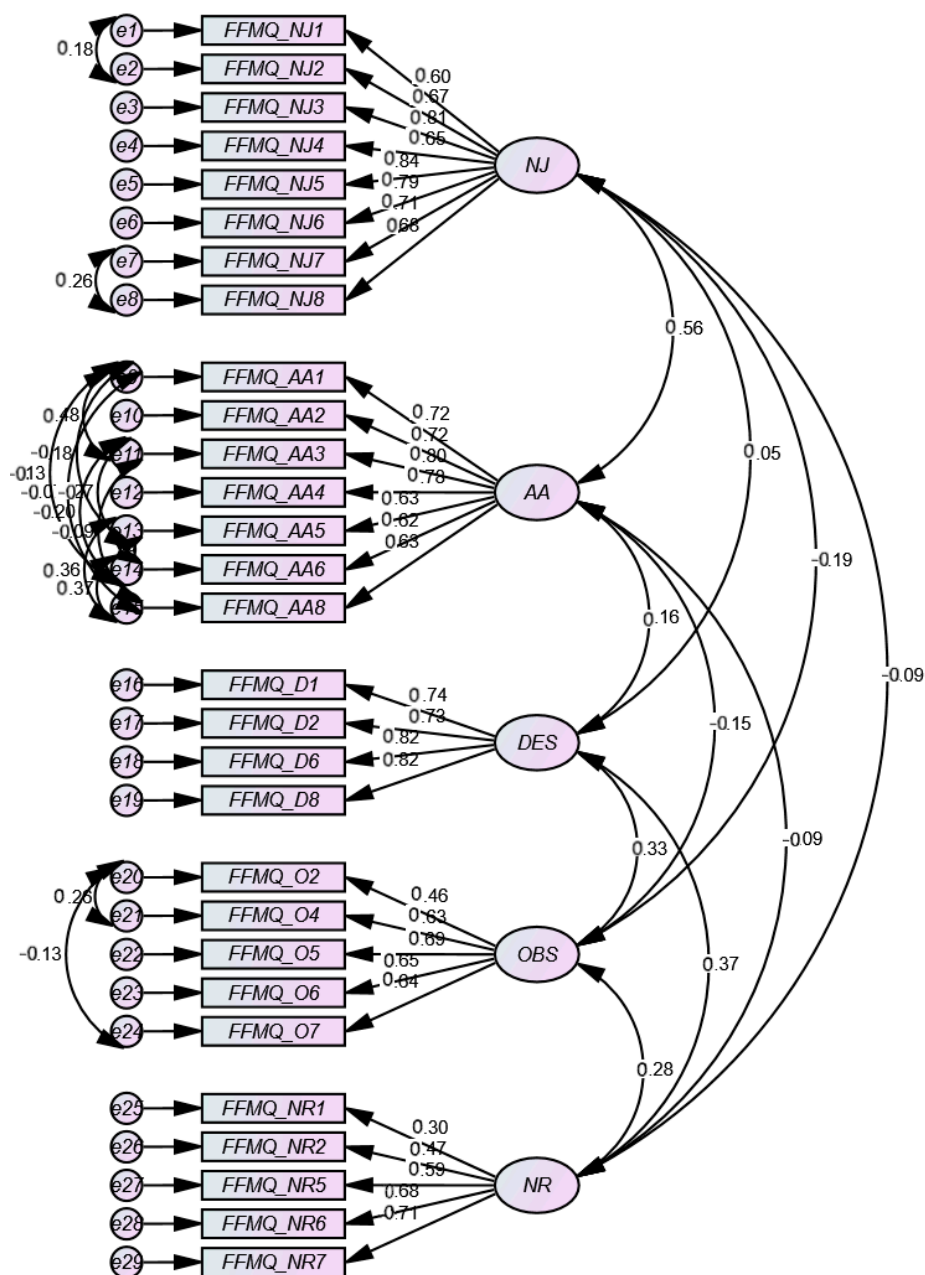 e1 FFMQ_NJ1
0.18
e2 FFMQ_NJ2
0.60
0.67
e3 FFMQ_NJ3
0.81
0.65
e4 FFMQ_NJ4
0.84
NJ
e5 FFMQ_NJ5
0.79
0.71
e6 FFMQ_NJ6
0.68
e7 FFMQ_NJ7
0.26
e8 FFMQ_NJ8
0.56
FFMQ_AA1
0.48
e10 FFMQ_AA2
0.72
0.72
e11 FFMQ_AA3
0.80
0.05
-0.18
-0.13
0.78
e12 FFMQ_AA4
0.63
AA
-0.20
e13 FFMQ_AA5
0.62
-0.09
0.63
-0.19
e14 FFMQ_AA6
0.36
0.37
e15 FFMQ_AA8
0.16
e16 FFMQ_D1
0.74
-0.09
e17 FFMQ_D2
0.73
-0.15
0.82
DES
e18 FFMQ_D6
0.82
e19 FFMQ_D8
0.33
-0.09
e20 FFMQ_O2
0.26
0.46
e21 FFMQ_O4
0.63
0.69
e22 FFMQ_O5
-0.13
0.65
OBS
0.37
e23 FFMQ_O6
0.64
e24 FFMQ_O7
0.28
e25 FFMQ_NR1
0.30
e26 FFMQ_NR2
0.47
0.59
e27 FFMQ_NR5
0.68
NR
e28 FFMQ_NR6
0.71
e29 FFMQ_NR7